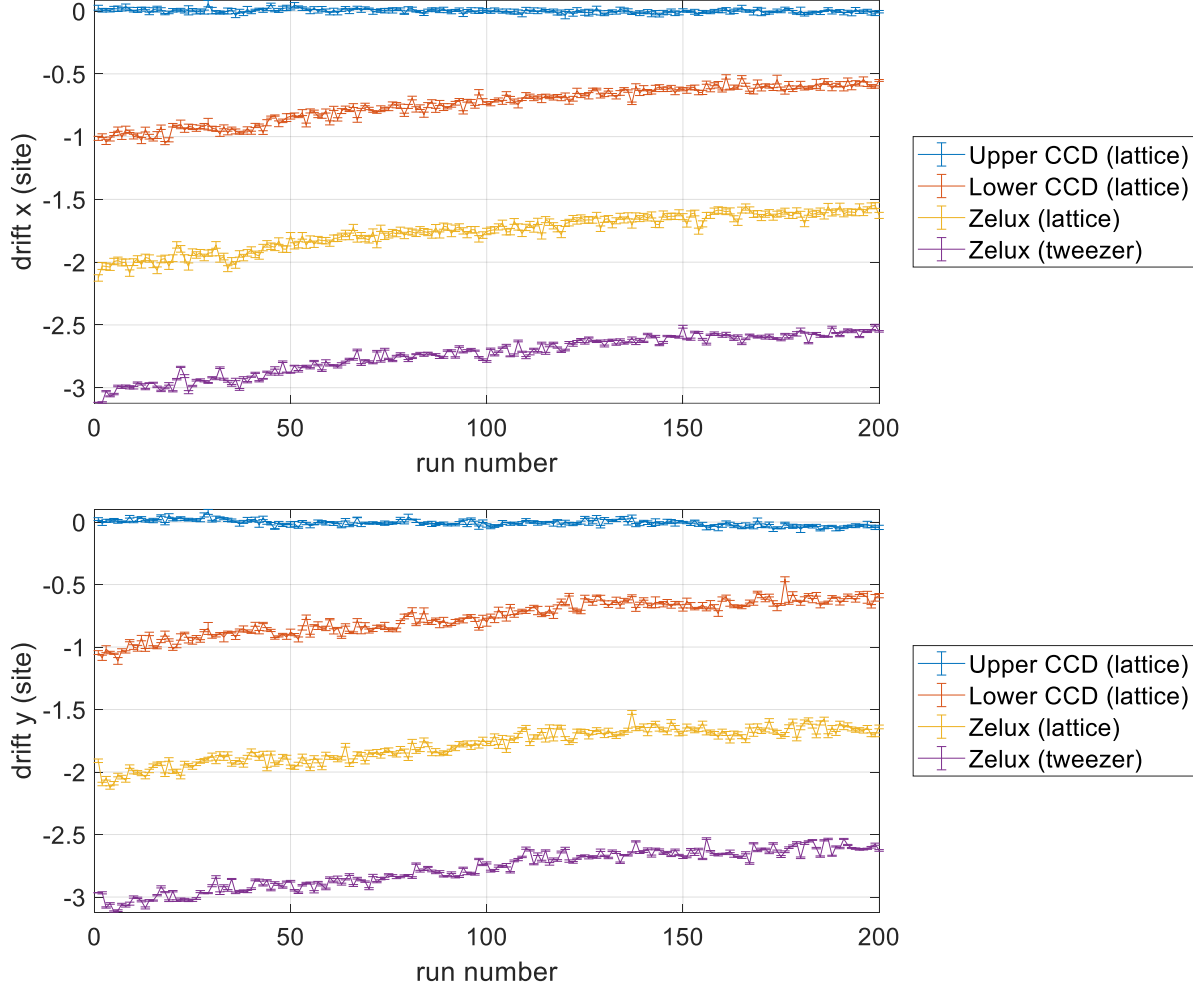 0
-0.5
-1
-1.5
-2
-2.5
-3
drift x (site)
0 50 100 150 200
run number
Upper CCD (lattice)
Lower CCD (lattice)
Zelux (lattice)
Zelux (tweezer)
0
-0.5
-1
-1.5
-2
-2.5
-3
drift y (site)
0 50 100 150 200
run number
Upper CCD (lattice)
Lower CCD (lattice)
Zelux (lattice)
Zelux (tweezer)